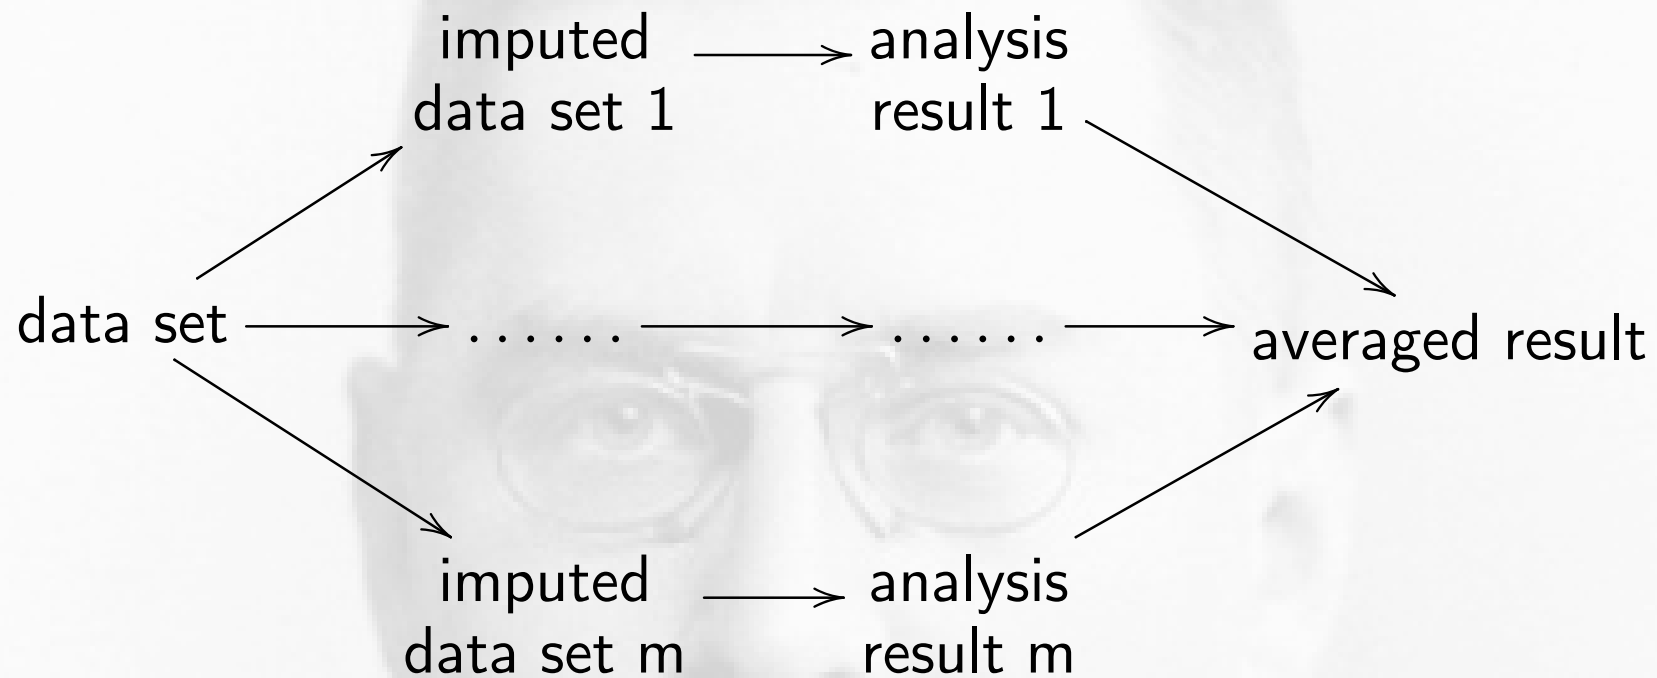 imputed
data set 1
analysis
result 1
data set
. . . . . .
. . . . . .
averaged result
imputed
data set m
analysis
result m